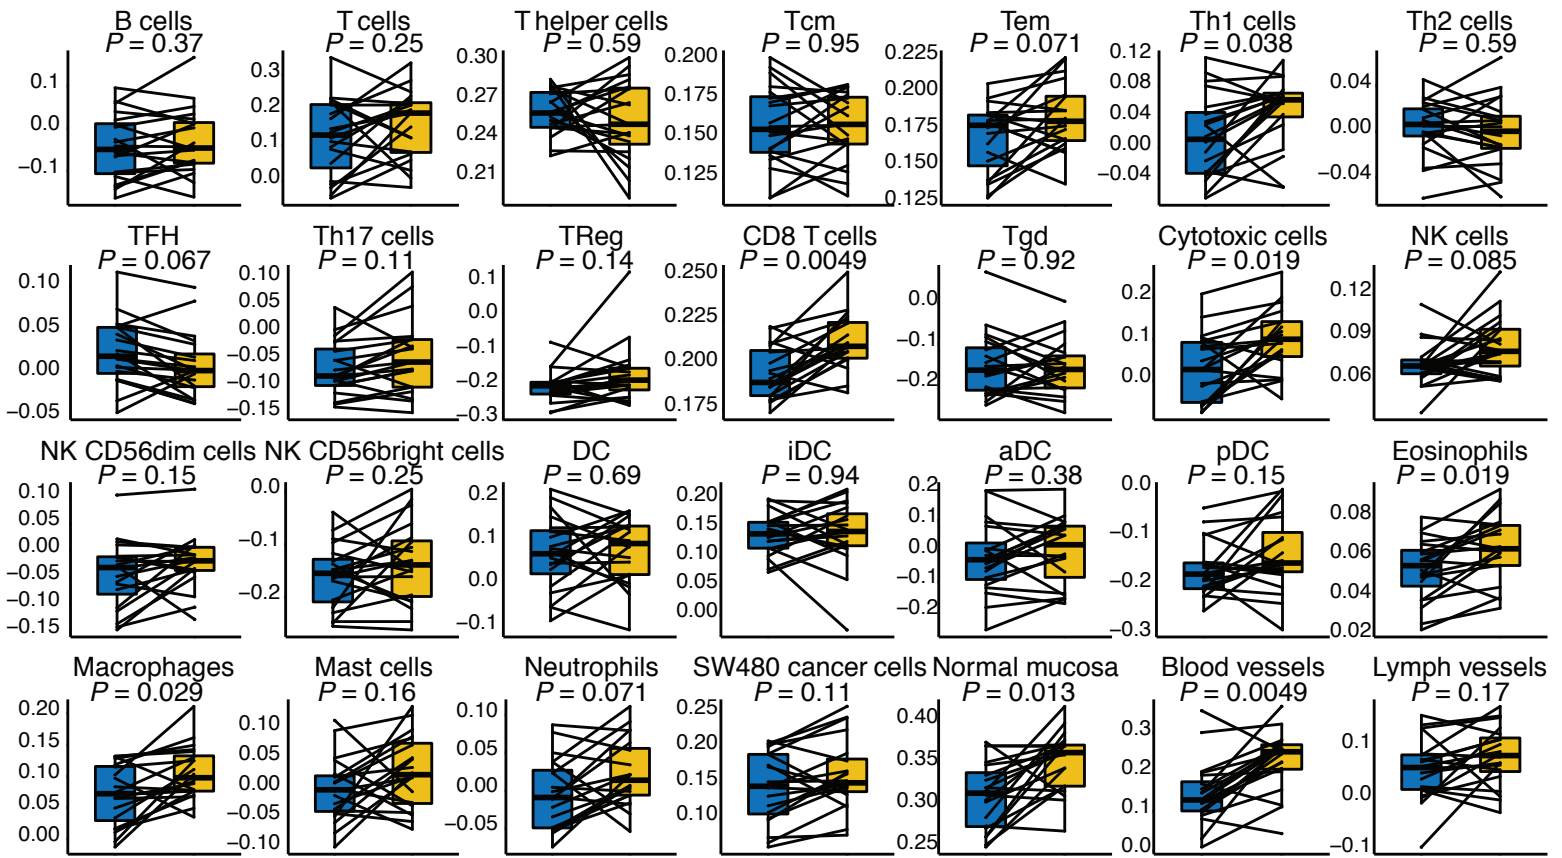 B cells T cells T helper cells Tcm Tem Th1 cells Th2 cells
P = 0.37 P = 0.25 P = 0.59 P = 0.95 P = 0.071 P = 0.038 P = 0.59
0.1 0.0 −0.1
0.3 0.2 0.1 0.0
0.30 0.27 0.24 0.21
0.200 0.175 0.150 0.125
0.225 0.200 0.175 0.150 0.125
0.12 0.08 0.04 0.00 −0.04
0.04 0.00 −0.04
TFH Th17 cells TReg CD8 T cells Tgd Cytotoxic cells NK cells
P = 0.067 P = 0.11 P = 0.14 P = 0.0049 P = 0.92 P = 0.019 P = 0.085
0.10 0.05 0.00 −0.05
0.10 0.05 0.00 −0.05 −0.10 −0.15
0.1 0.0 −0.1 −0.2 −0.3
0.250 0.225 0.200 0.175
0.0 −0.1 −0.2
0.2 0.1 0.0
0.12 0.09 0.06
NK CD56dim cells NK CD56bright cells DC iDC aDC pDC Eosinophils
P = 0.15 P = 0.25 P = 0.69 P = 0.94 P = 0.38 P = 0.15 P = 0.019
0.10 0.05 0.00 −0.05 −0.10 −0.15
0.0 −0.1 −0.2
0.2 0.1 0.0 −0.1
0.20 0.15 0.10 0.05 0.00
0.2 0.1 0.0 −0.1 −0.2
0.0 −0.1 −0.2 −0.3
0.08 0.06 0.04 0.02
Macrophages Mast cells Neutrophils SW480 cancer cells Normal mucosa Blood vessels Lymph vessels
P = 0.029 P = 0.16 P = 0.071 P = 0.11 P = 0.013 P = 0.0049 P = 0.17
0.20 0.15 0.10 0.05 0.00
0.10 0.05 0.00 −0.05 −0.10
0.10 0.05 0.00 −0.05
0.25 0.20 0.15 0.10
0.40 0.35 0.30 0.25
0.3 0.2 0.1 0.0
0.1 0.0 −0.1